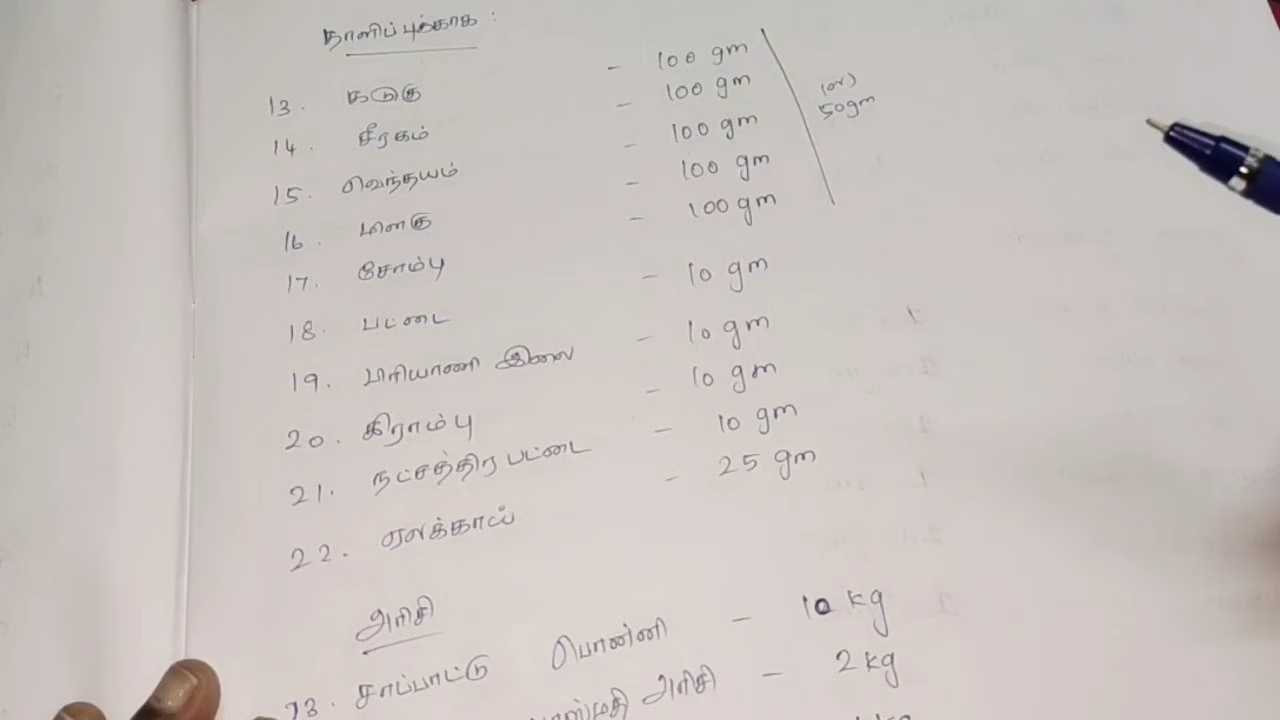 தாளிப்புக்காக :
13. கடுகு - 100 gm
14. சீரகம் - 100 gm (or) 50gm
15. வெந்தயம் - 100 gm
16. மிளகு - 100 gm
17. சோம்பு - 100 gm
18. பட்டை - 10 gm
19. பிரியாணி இலை - 10 gm
20. கிராம்பு - 10 gm
21. நட்சத்திர பட்டை - 10 gm
22. ஏலக்காய் - 25 gm
அரிசி
23. சாப்பாட்டு பொன்னி - 10 kg
அரிசி - 2 kg